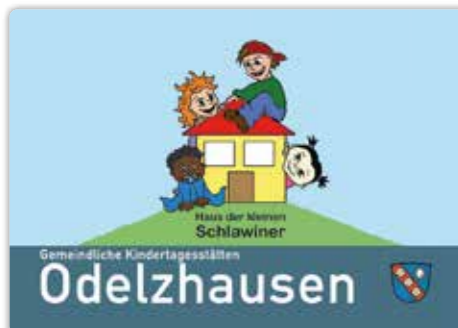 Haus der kleinen
Schlawiner
Gemeindliche Kindertagesstätten
Odelzhausen